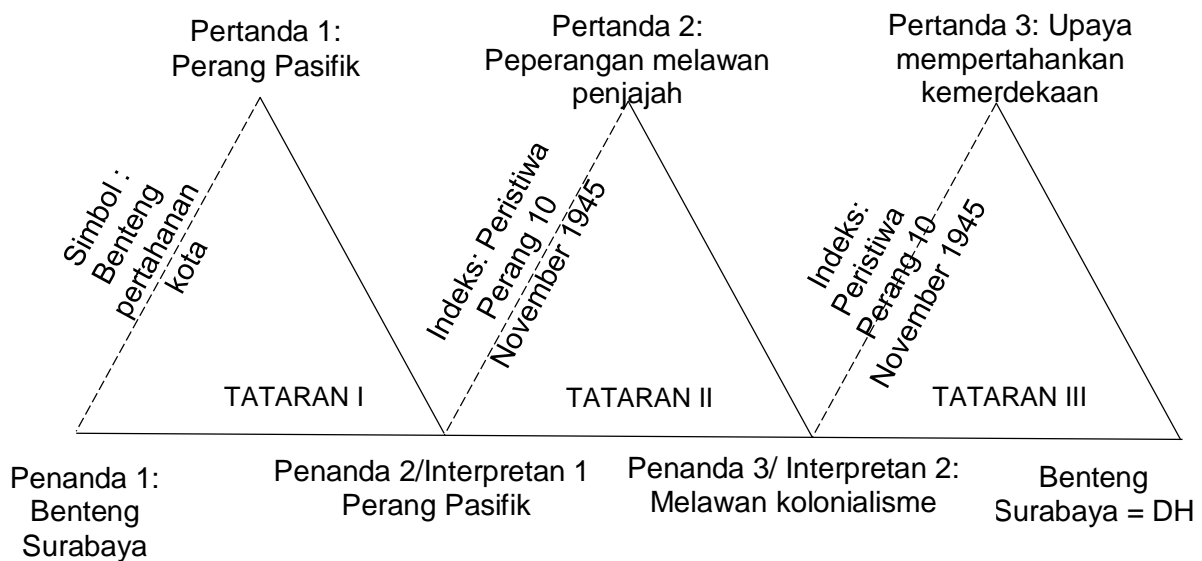 Pertanda 1:
Perang Pasifik
Pertanda 2:
Peperangan melawan
penjajah
Pertanda 3: Upaya
mempertahankan
kemerdekaan
Simbol :
Benteng
pertahanan
kota
Indeks: Peristiwa
Perang 10
November 1945
Indeks:
Peristiwa
Perang 10
November 1945
TATARAN I
TATARAN II
TATARAN III
Penanda 1:
Benteng
Surabaya
Penanda 2/Interpretan 1
Perang Pasifik
Penanda 3/ Interpretan 2:
Melawan kolonialisme
Benteng
Surabaya = DH